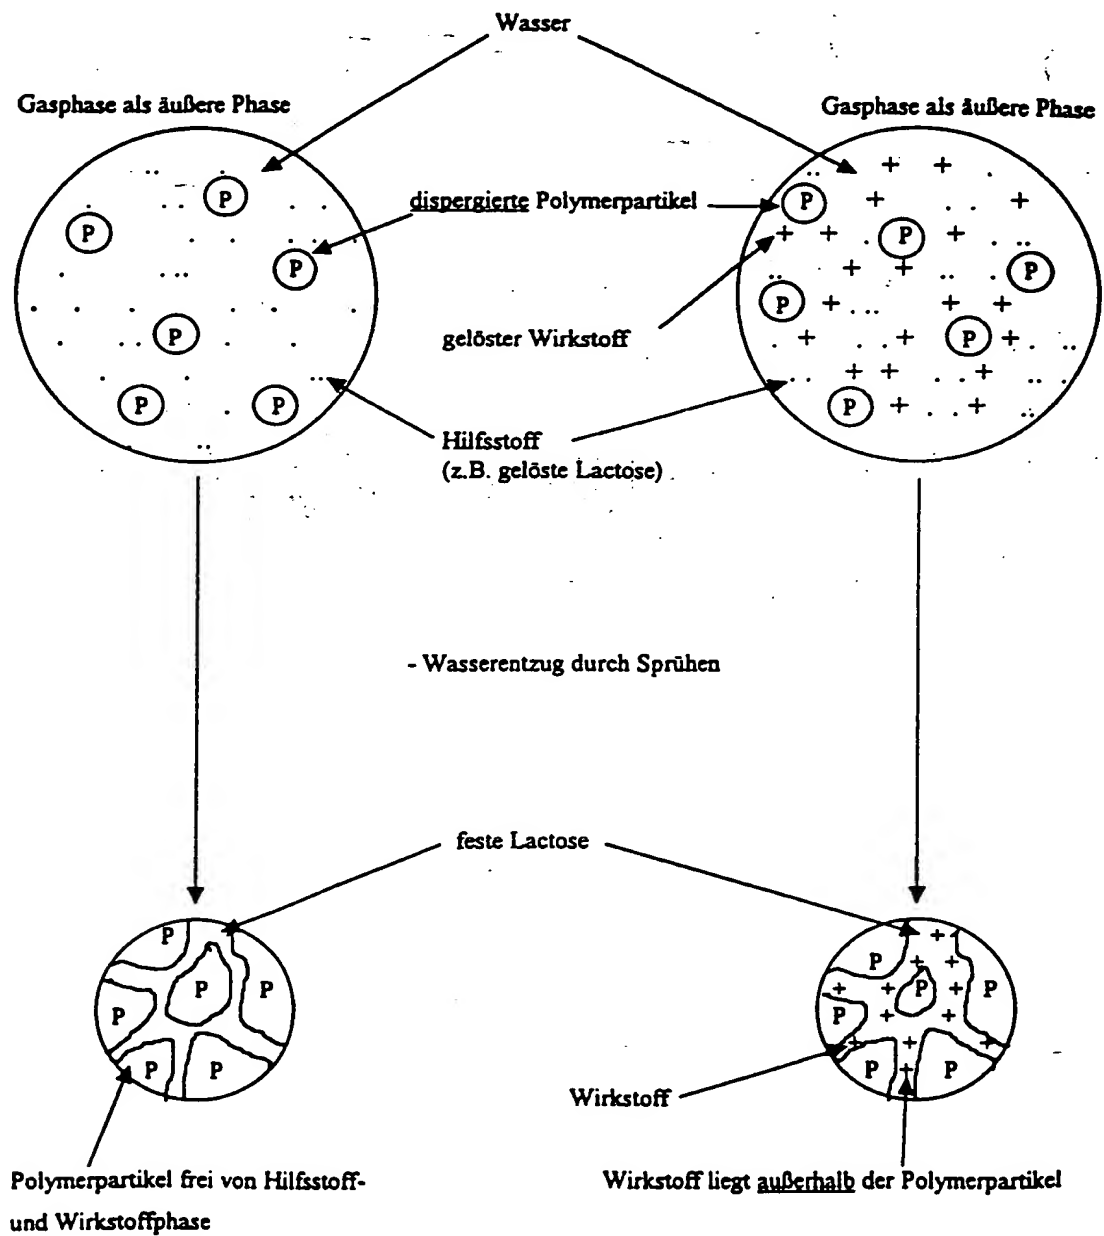 Wasser
Gasphase als äußere Phase
Gasphase als äußere Phase
P
P
P
P
P
P
dispergierte Polymerpartikel
P
P
P
P
P
P
gelöster Wirkstoff
Hilfsstoff
(z.B. gelöste Lactose)
- Wasserentzug durch Sprühen
feste Lactose
P
P
P
P
P
P
P
P
P
P
P
P
Wirkstoff
Polymerpartikel frei von Hilfsstoff-
und Wirkstoffphase
Wirkstoff liegt außerhalb der Polymerpartikel